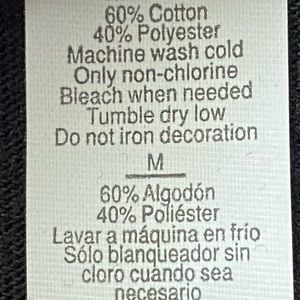 60% Cotton
40% Polyester
Machine wash cold
Only non-chlorine
Bleach when needed
Tumble dry low
Do not iron decoration
M
60% Algodón
40% Poliéster
Lavar a máquina en frío
Sólo blanqueador sin
cloro cuando sea
necesario